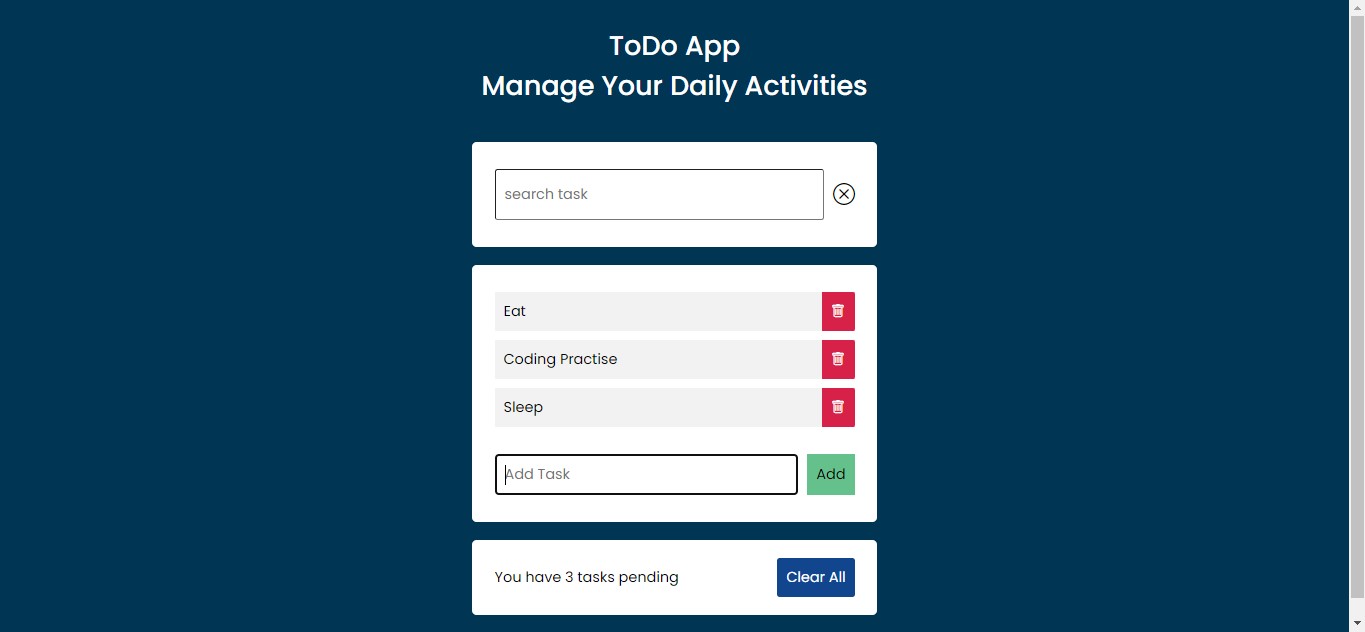 ToDo App
Manage Your Daily Activities
search task
Eat
Coding Practise
Sleep
Add Task
Add
You have 3 tasks pending
Clear All